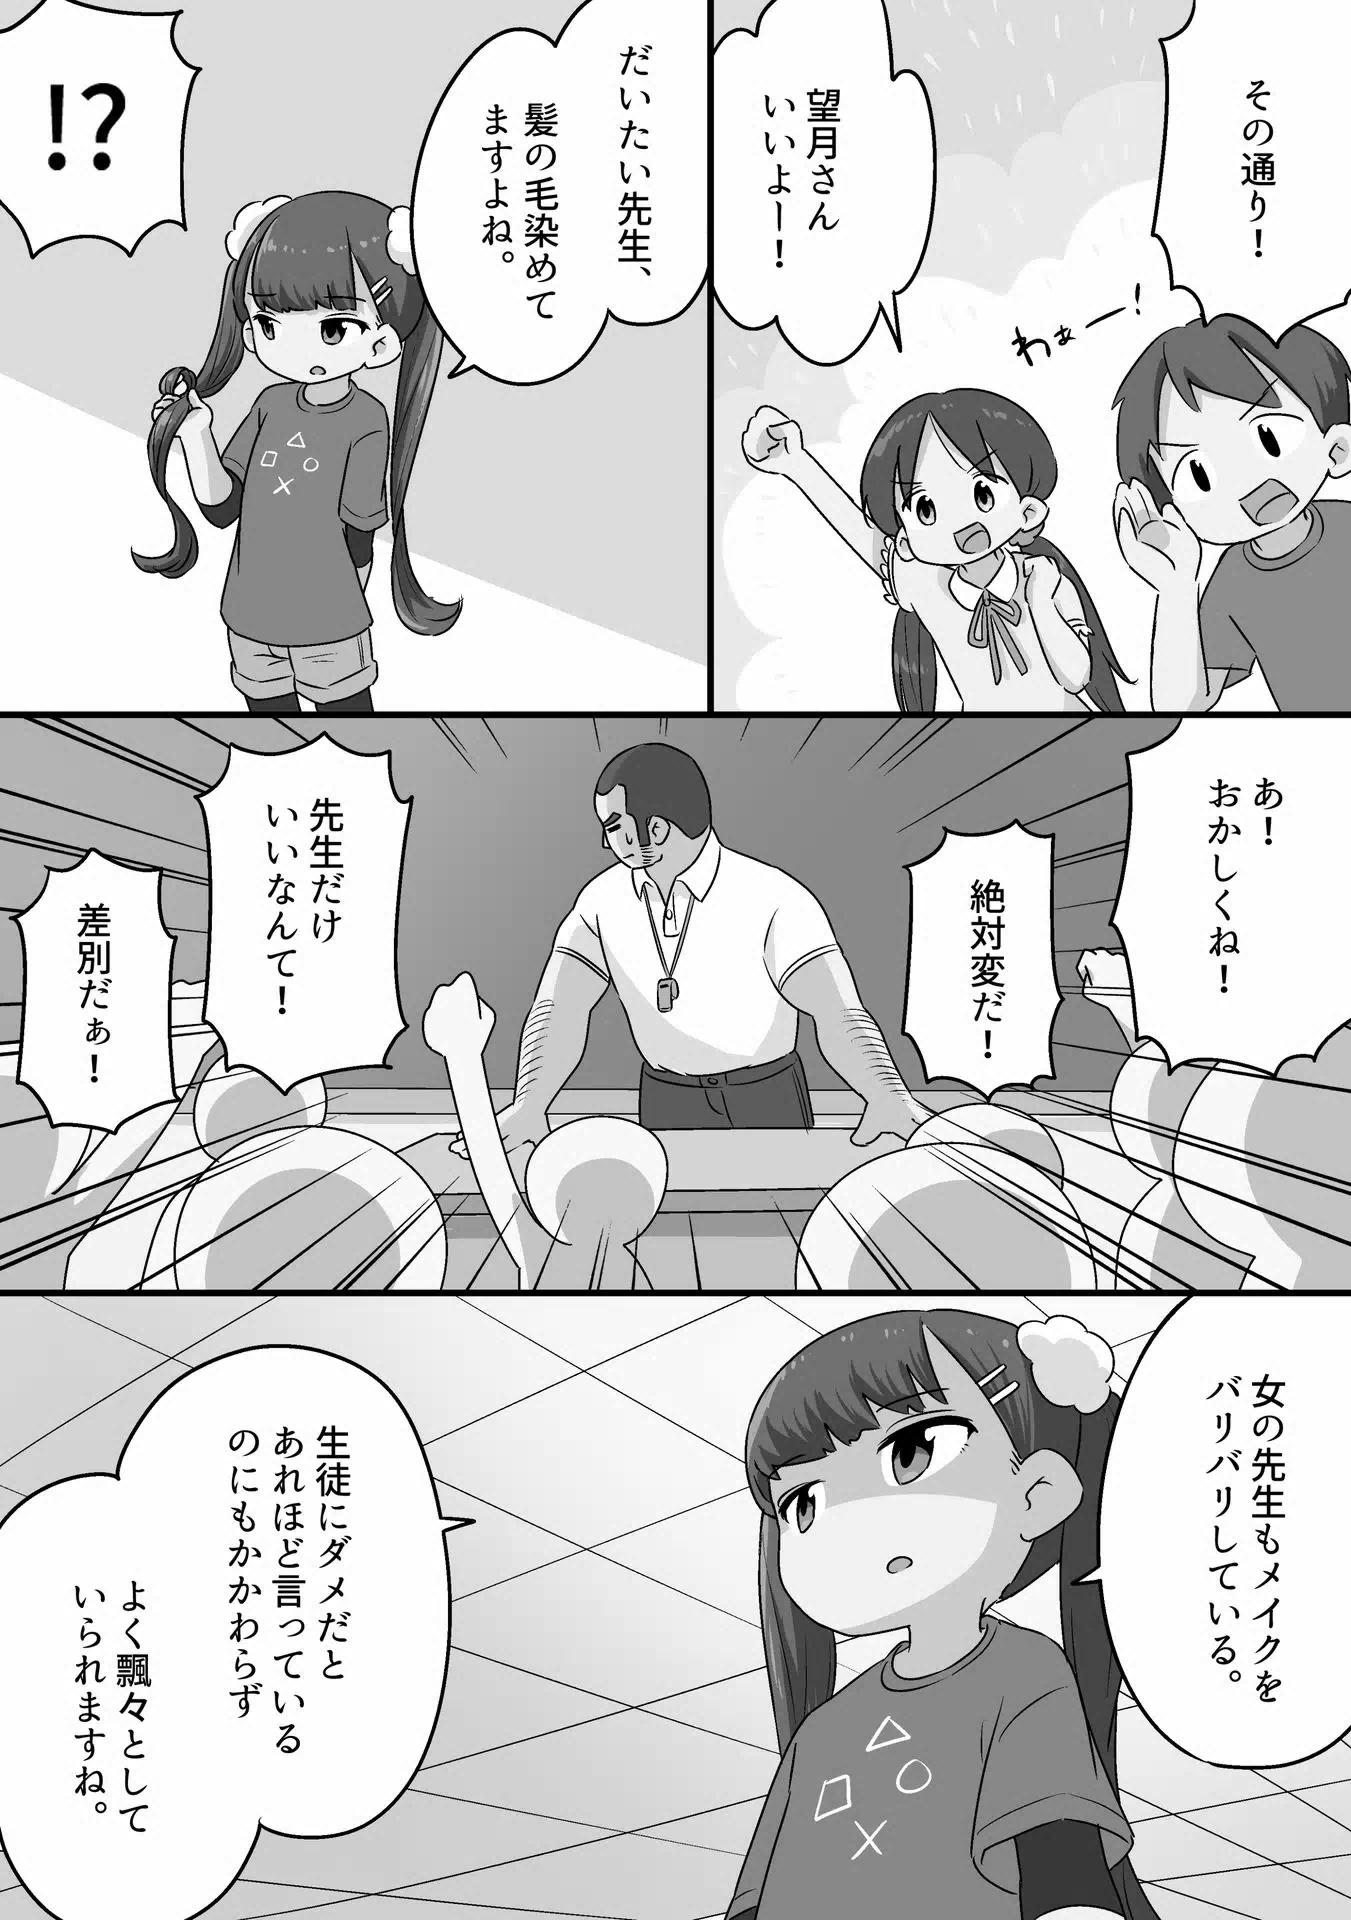 その通り！
わぁー！
望月さん
いいよー！
だいたい先生、
髪の毛染めて
ますよね。
!?
あ！
おかしくね！
絶対変だ！
先生だけ
いいなんて！
差別だぁ！
女の先生もメイクを
バリバリしている。
生徒にダメだと
あれほど言っている
のにもかかわらず
よく飄々として
いられますね。